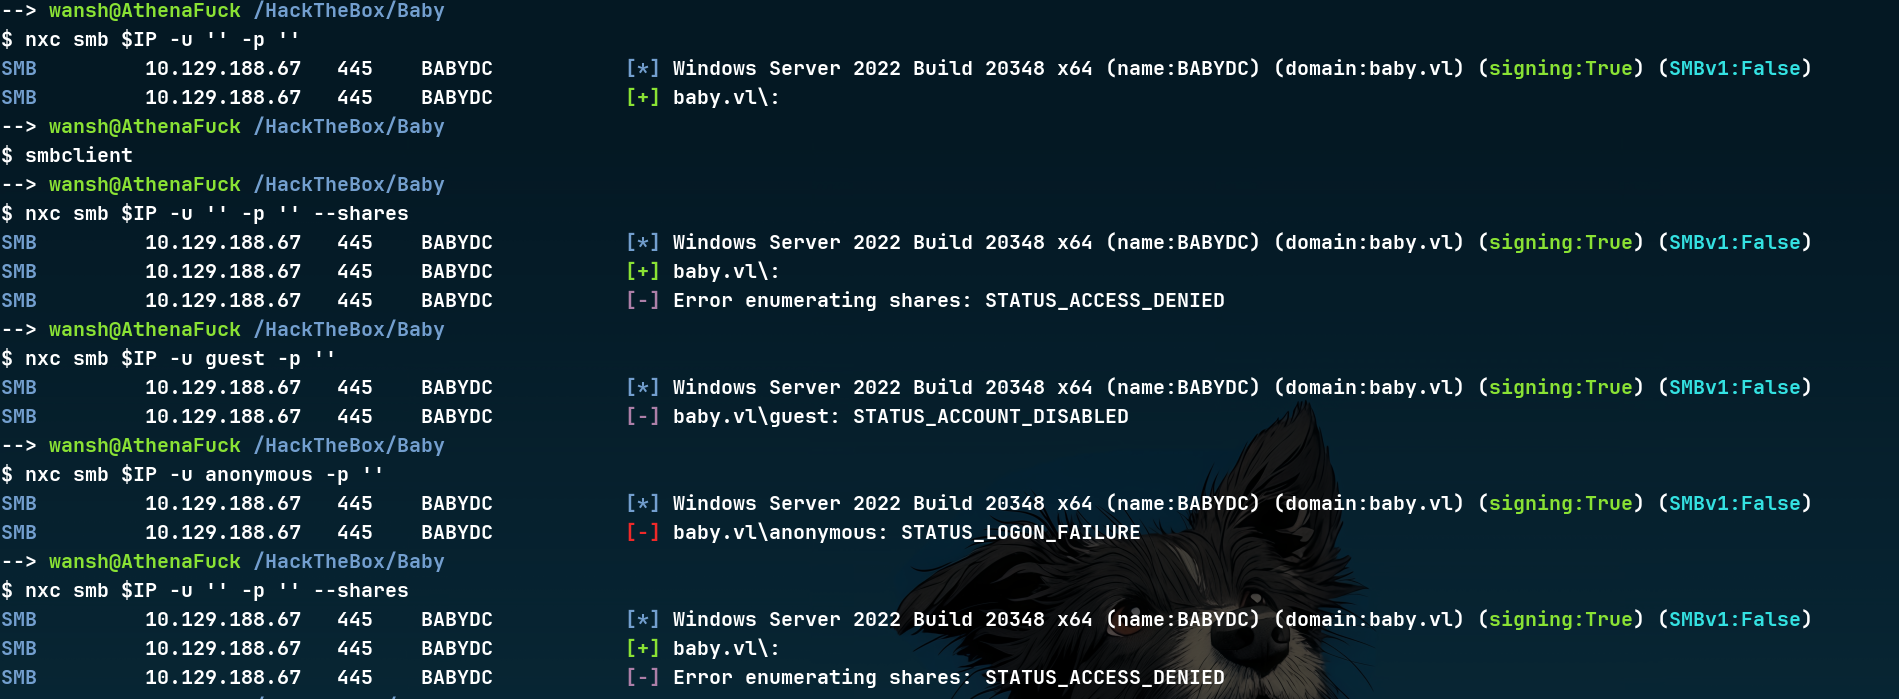 --> wansh@AthenaFuck /HackTheBox/Baby
$ nxc smb $IP -u '' -p ''
SMB 10.129.188.67 445 BABYDC [*] Windows Server 2022 Build 20348 x64 (name:BABYDC) (domain:baby.vl) (signing:True) (SMBv1:False)
SMB 10.129.188.67 445 BABYDC [+] baby.vl\:
--> wansh@AthenaFuck /HackTheBox/Baby
$ smbclient
--> wansh@AthenaFuck /HackTheBox/Baby
$ nxc smb $IP -u '' -p '' --shares
SMB 10.129.188.67 445 BABYDC [*] Windows Server 2022 Build 20348 x64 (name:BABYDC) (domain:baby.vl) (signing:True) (SMBv1:False)
SMB 10.129.188.67 445 BABYDC [+] baby.vl\:
SMB 10.129.188.67 445 BABYDC [-] Error enumerating shares: STATUS_ACCESS_DENIED
--> wansh@AthenaFuck /HackTheBox/Baby
$ nxc smb $IP -u guest -p ''
SMB 10.129.188.67 445 BABYDC [*] Windows Server 2022 Build 20348 x64 (name:BABYDC) (domain:baby.vl) (signing:True) (SMBv1:False)
SMB 10.129.188.67 445 BABYDC [-] baby.vl\guest: STATUS_ACCOUNT_DISABLED
--> wansh@AthenaFuck /HackTheBox/Baby
$ nxc smb $IP -u anonymous -p ''
SMB 10.129.188.67 445 BABYDC [*] Windows Server 2022 Build 20348 x64 (name:BABYDC) (domain:baby.vl) (signing:True) (SMBv1:False)
SMB 10.129.188.67 445 BABYDC [-] baby.vl\anonymous: STATUS_LOGON_FAILURE
--> wansh@AthenaFuck /HackTheBox/Baby
$ nxc smb $IP -u '' -p '' --shares
SMB 10.129.188.67 445 BABYDC [*] Windows Server 2022 Build 20348 x64 (name:BABYDC) (domain:baby.vl) (signing:True) (SMBv1:False)
SMB 10.129.188.67 445 BABYDC [+] baby.vl\:
SMB 10.129.188.67 445 BABYDC [-] Error enumerating shares: STATUS_ACCESS_DENIED